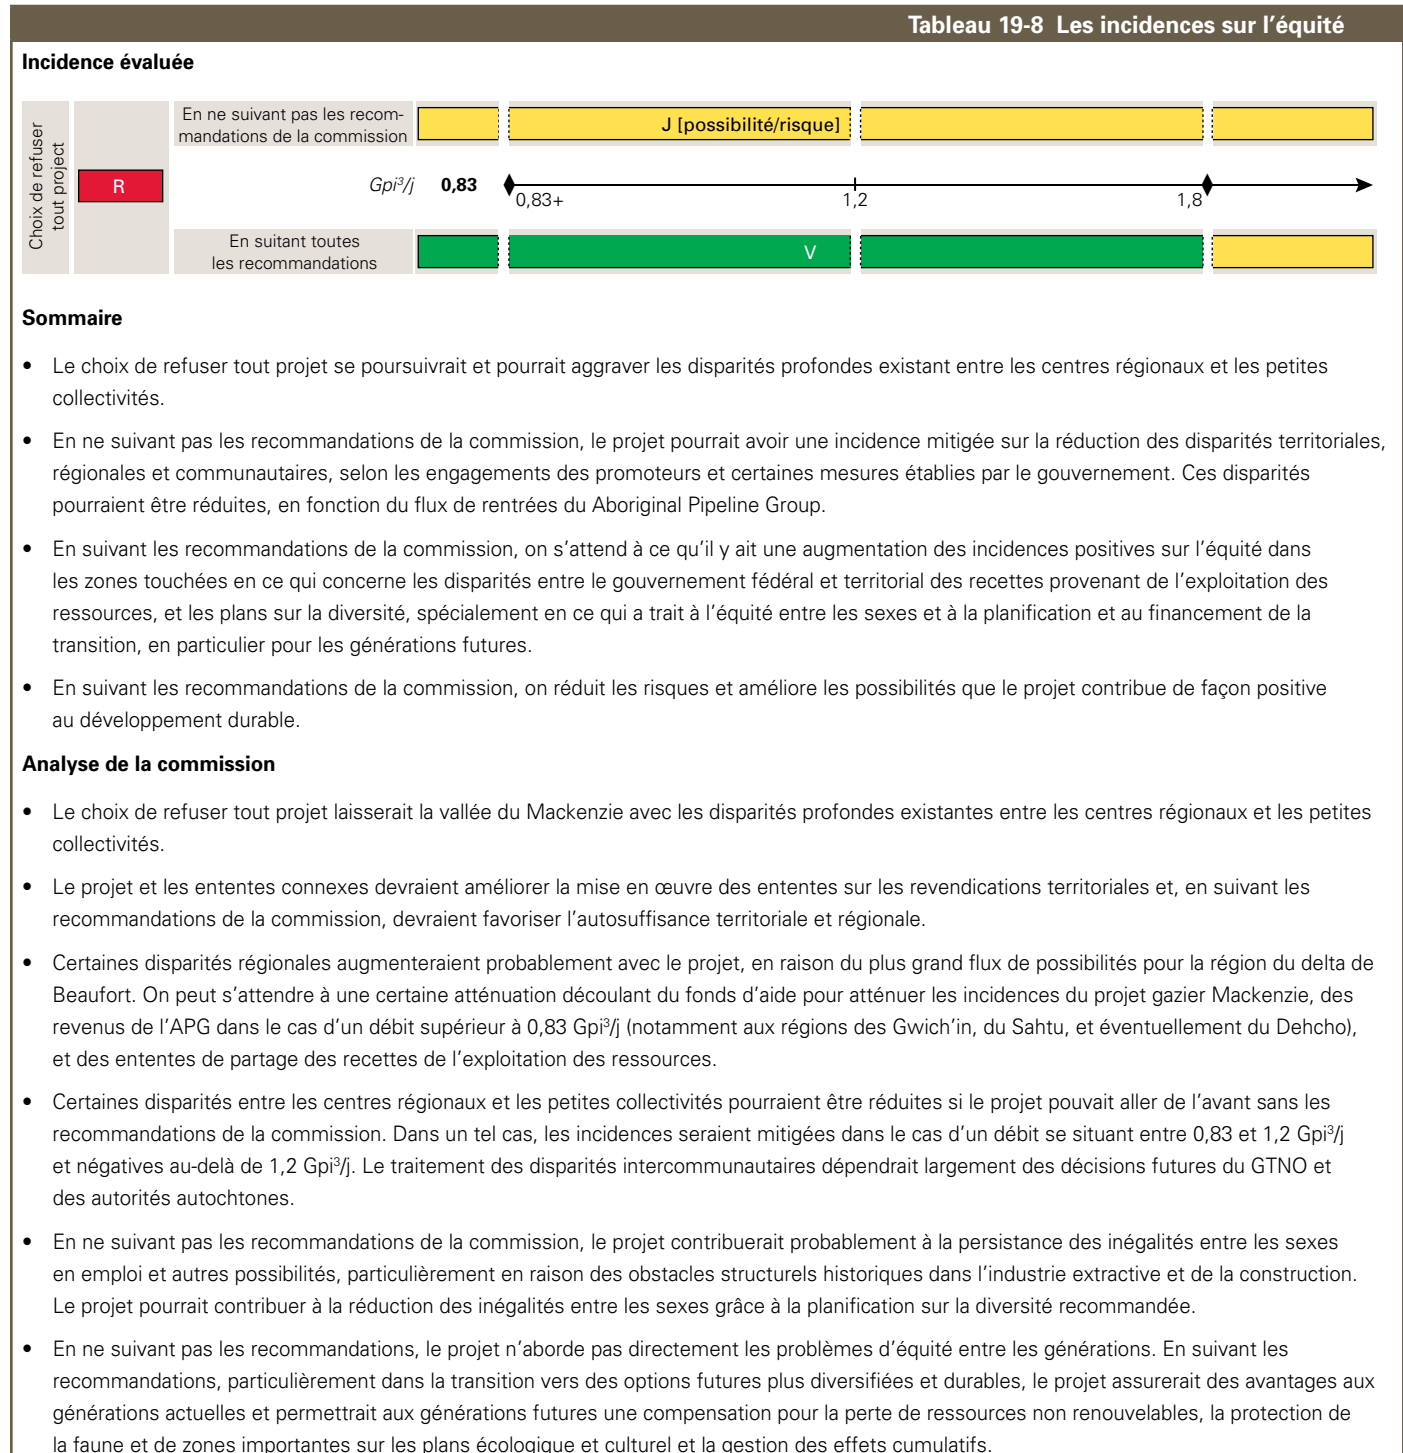 Tableau 19-8 Les incidences sur l’équité
Incidence évaluée
Choix de refuser
tout project
R
En ne suivant pas les recom-
mandations de la commission
J [possibilité/risque]
Gpi³/j 0,83
0,83+ 1,2 1,8
En suitant toutes
les recommandations
V
Sommaire
• Le choix de refuser tout projet se poursuivrait et pourrait aggraver les disparités profondes existant entre les centres régionaux et les petites
collectivités.
• En ne suivant pas les recommandations de la commission, le projet pourrait avoir une incidence mitigée sur la réduction des disparités territoriales,
régionales et communautaires, selon les engagements des promoteurs et certaines mesures établies par le gouvernement. Ces disparités
pourraient être réduites, en fonction du flux de rentrées du Aboriginal Pipeline Group.
• En suivant les recommandations de la commission, on s’attend à ce qu’il y ait une augmentation des incidences positives sur l’équité dans
les zones touchées en ce qui concerne les disparités entre le gouvernement fédéral et territorial des recettes provenant de l’exploitation des
ressources, et les plans sur la diversité, spécialement en ce qui a trait à l’équité entre les sexes et à la planification et au financement de la
transition, en particulier pour les générations futures.
• En suivant les recommandations de la commission, on réduit les risques et améliore les possibilités que le projet contribue de façon positive
au développement durable.
Analyse de la commission
• Le choix de refuser tout projet laisserait la vallée du Mackenzie avec les disparités profondes existantes entre les centres régionaux et les petites
collectivités.
• Le projet et les ententes connexes devraient améliorer la mise en œuvre des ententes sur les revendications territoriales et, en suivant les
recommandations de la commission, devraient favoriser l’autosuffisance territoriale et régionale.
• Certaines disparités régionales augmenteraient probablement avec le projet, en raison du plus grand flux de possibilités pour la région du delta de
Beaufort. On peut s’attendre à une certaine atténuation découlant du fonds d’aide pour atténuer les incidences du projet gazier Mackenzie, des
revenus de l’APG dans le cas d’un débit supérieur à 0,83 Gpi³/j (notamment aux régions des Gwich’in, du Sahtu, et éventuellement du Dehcho),
et des ententes de partage des recettes de l’exploitation des ressources.
• Certaines disparités entre les centres régionaux et les petites collectivités pourraient être réduites si le projet pouvait aller de l’avant sans les
recommandations de la commission. Dans un tel cas, les incidences seraient mitigées dans le cas d’un débit se situant entre 0,83 et 1,2 Gpi³/j
et négatives au-delà de 1,2 Gpi³/j. Le traitement des disparités intercommunautaires dépendrait largement des décisions futures du GTNO et
des autorités autochtones.
• En ne suivant pas les recommandations de la commission, le projet contribuerait probablement à la persistance des inégalités entre les sexes
en emploi et autres possibilités, particulièrement en raison des obstacles structurels historiques dans l’industrie extractive et de la construction.
Le projet pourrait contribuer à la réduction des inégalités entre les sexes grâce à la planification sur la diversité recommandée.
• En ne suivant pas les recommandations, le projet n’aborde pas directement les problèmes d’équité entre les générations. En suivant les
recommandations, particulièrement dans la transition vers des options futures plus diversifiées et durables, le projet assurerait des avantages aux
générations actuelles et permettrait aux générations futures une compensation pour la perte de ressources non renouvelables, la protection de
la faune et de zones importantes sur les plans écologique et culturel et la gestion des effets cumulatifs.